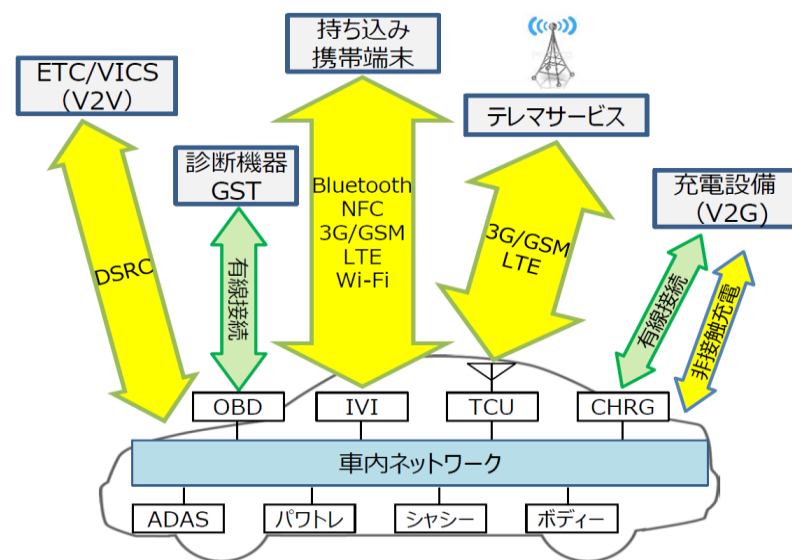 ETC/VICS
(V2V)
持ち込み
携帯端末
テレマサービス
診断機器
GST
充電設備
(V2G)
DSRC
有線接続
Bluetooth
NFC
3G/GSM
LTE
Wi-Fi
3G/GSM
LTE
有線接続
非接触充電
OBD
IVI
TCU
CHRG
車内ネットワーク
ADAS
パワトレ
シャシー
ボディー